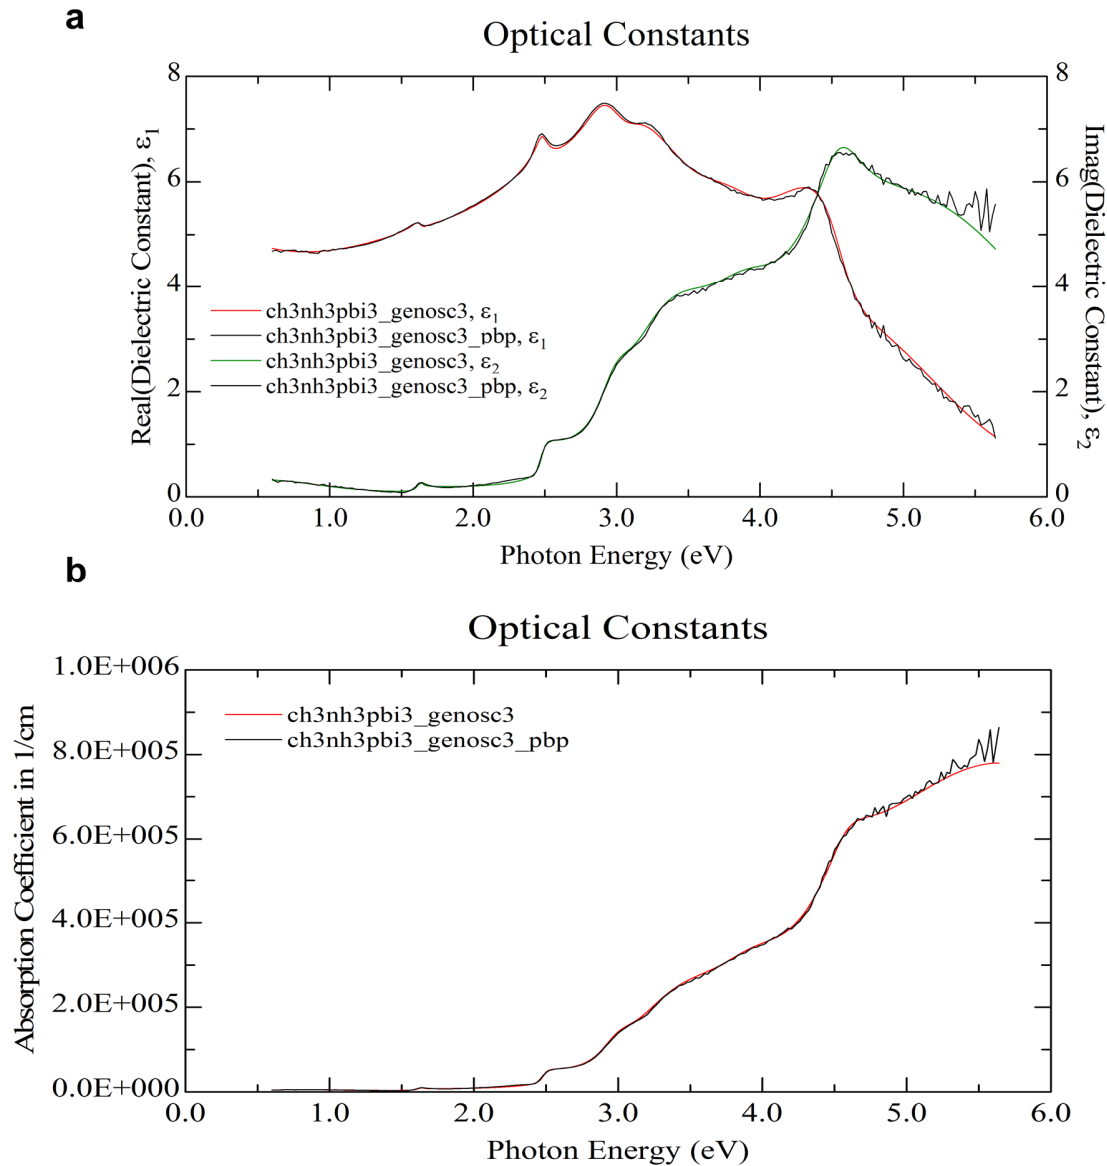 a
Optical Constants
8
6
4
2
0
Real(Dielectric Constant), ε1
8
6
4
2
0
Imag(Dielectric Constant), ε2
ch3nh3pbi3_genosc3, ε1
ch3nh3pbi3_genosc3_pbp, ε1
ch3nh3pbi3_genosc3, ε2
ch3nh3pbi3_genosc3_pbp, ε2
0.0 1.0 2.0 3.0 4.0 5.0 6.0
Photon Energy (eV)
b
Optical Constants
1.0E+006
8.0E+005
6.0E+005
4.0E+005
2.0E+005
0.0E+000
Absorption Coefficient in 1/cm
ch3nh3pbi3_genosc3
ch3nh3pbi3_genosc3_pbp
0.0 1.0 2.0 3.0 4.0 5.0 6.0
Photon Energy (eV)